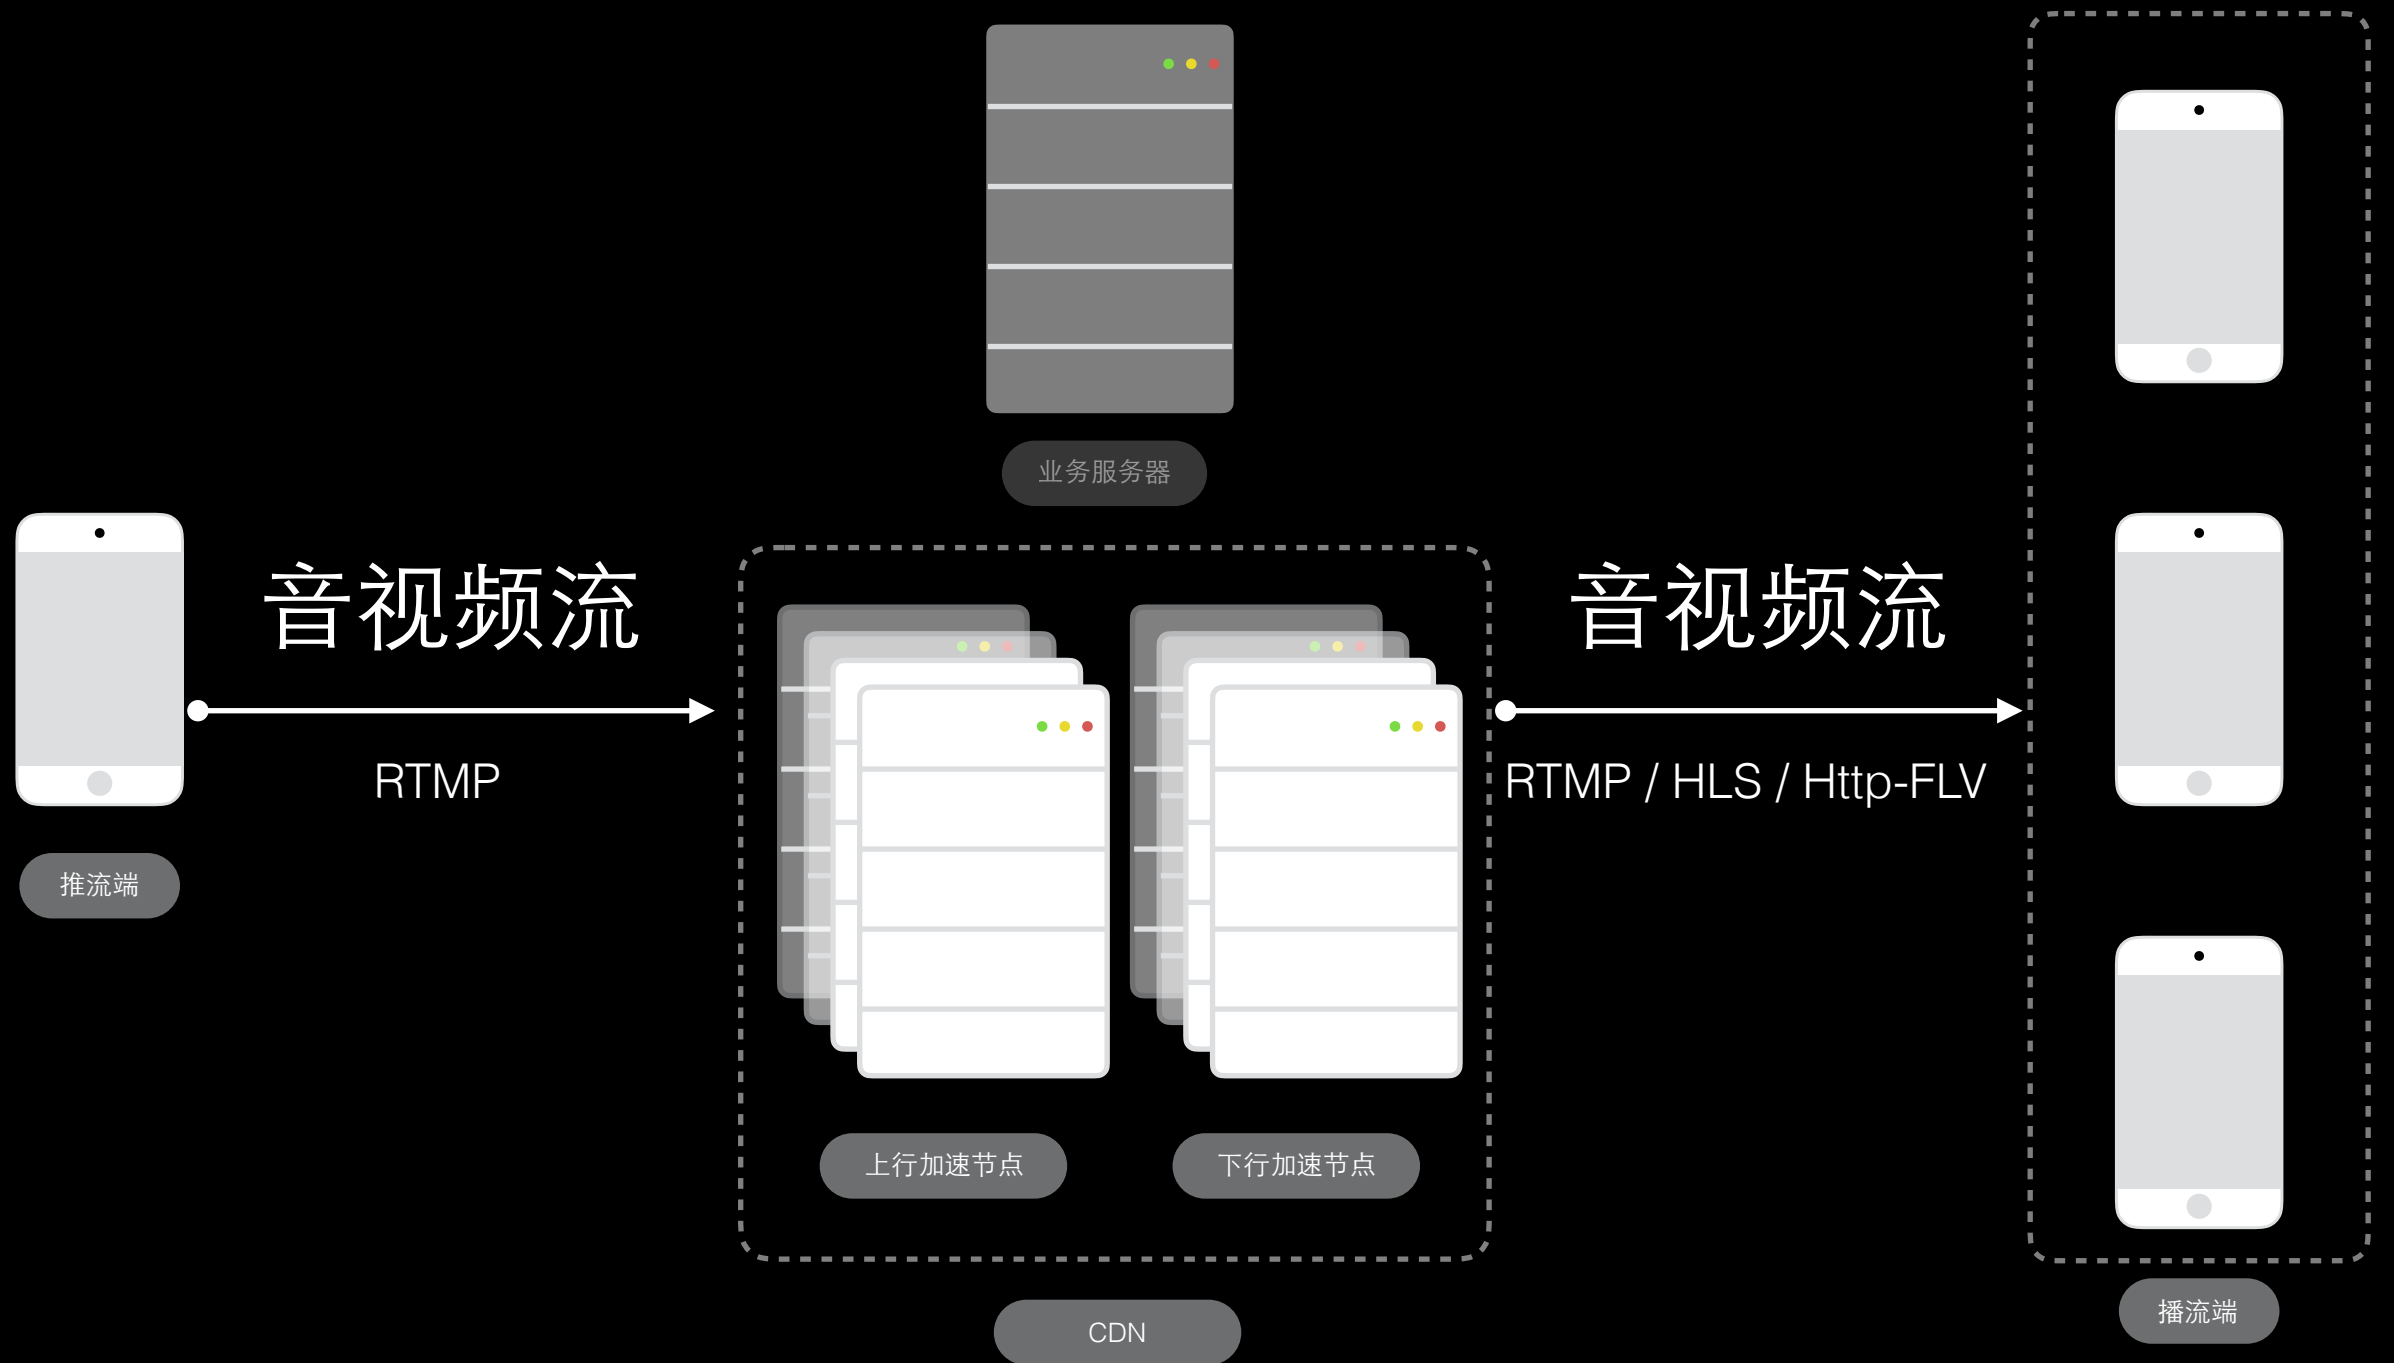 业务服务器
音视频流
RTMP
推流端
上行加速节点
下行加速节点
CDN
音视频流
RTMP / HLS / Http-FLV
播流端